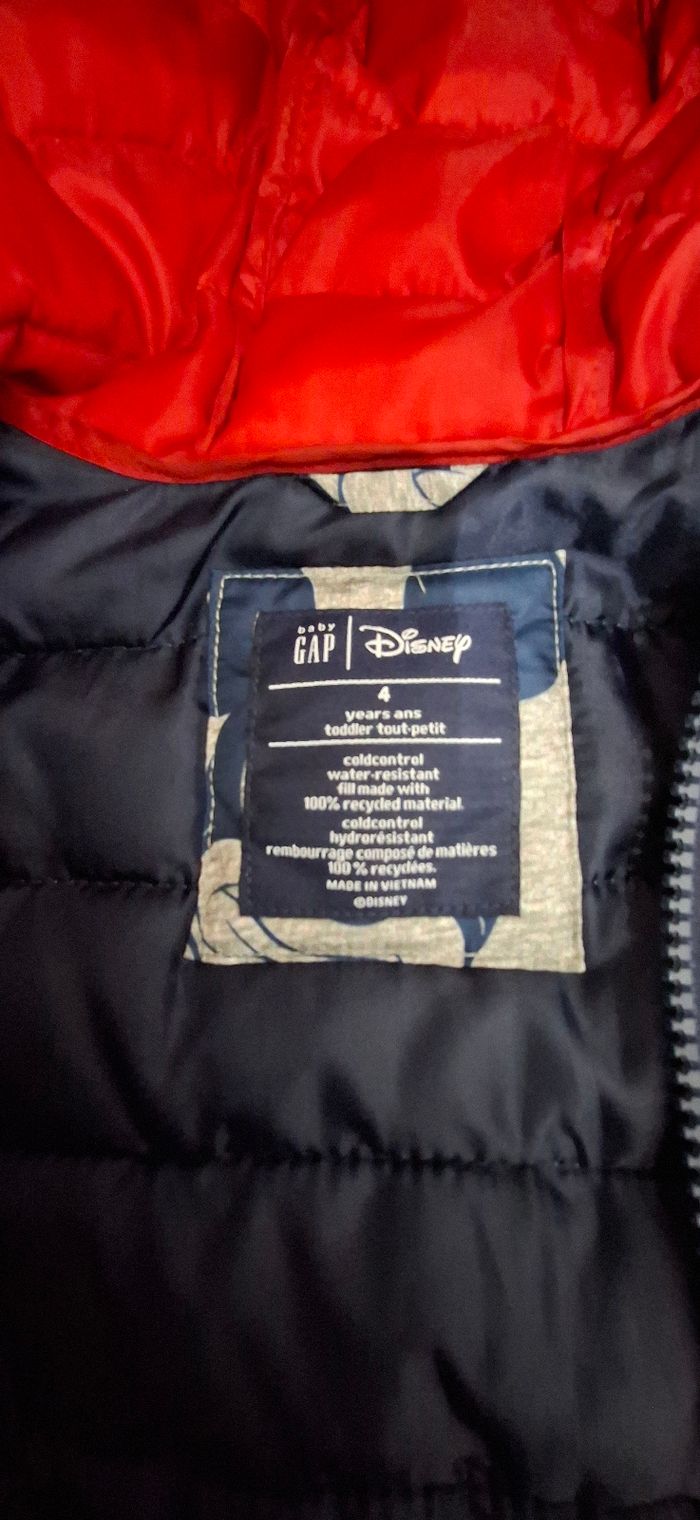 baby
GAP | Disney
4
years ans
toddler tout-petit
coldcontrol
water-resistant
fill made with
100% recycled material.
coldcontrol
hydrorésistant
rembourrage composé de matières
100 % recyclées.
MADE IN VIETNAM
©DISNEY